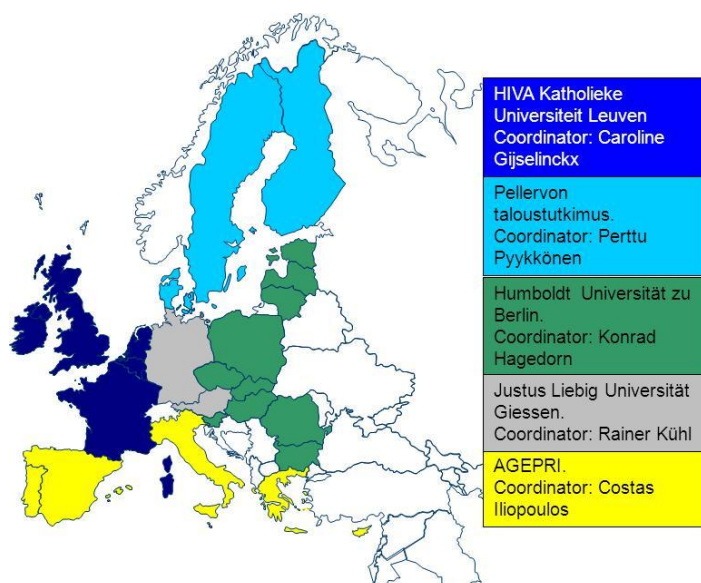 HIVA Katholieke
Universiteit Leuven
Coordinator: Caroline
Gijselinckx
Pellervon
taloustutkimus.
Coordinator: Perttu
Pyykkönen
Humboldt Universität zu
Berlin.
Coordinator: Konrad
Hagedorn
Justus Liebig Universität
Giessen.
Coordinator: Rainer Kühl
AGEPRI.
Coordinator: Costas
Iliopoulos